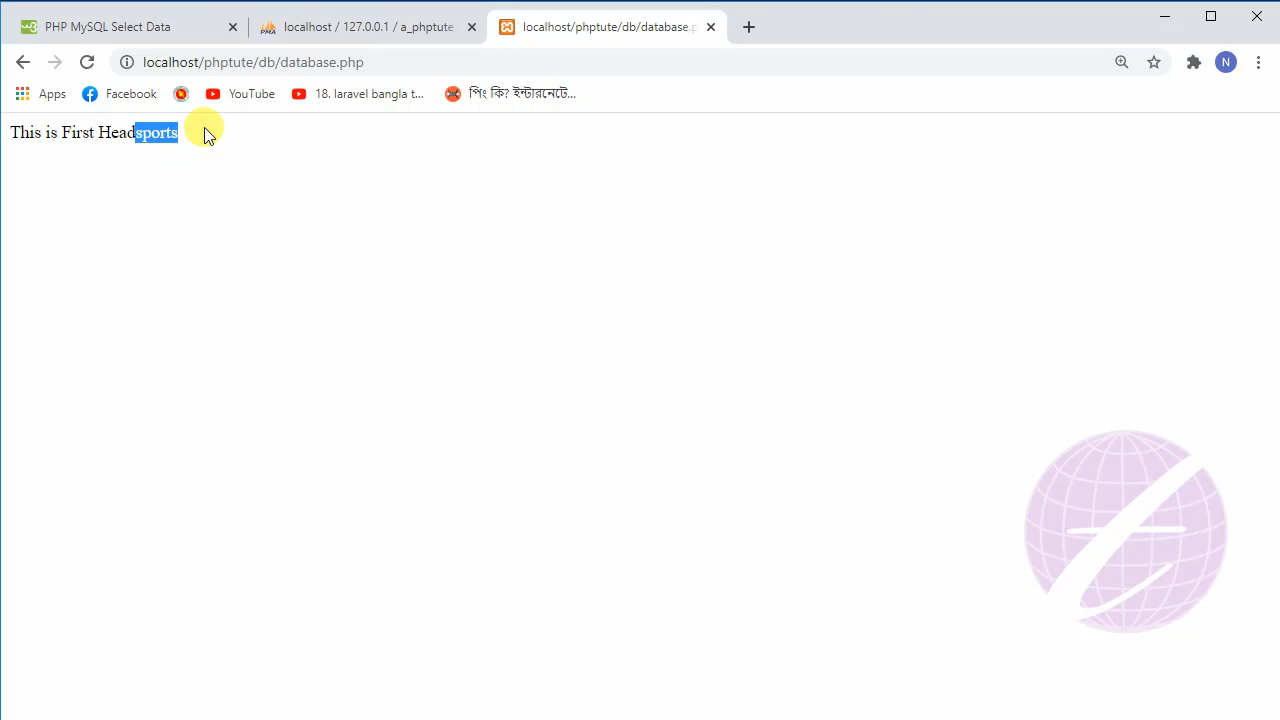 PHP MySQL Select Data
localhost / 127.0.0.1 / a_phptute
localhost/phptute/db/database.p
localhost/phptute/db/database.php
N
Apps
Facebook
YouTube
18. laravel bangla t...
পিং কি? ইন্টারনেটে...
This is First Headsports